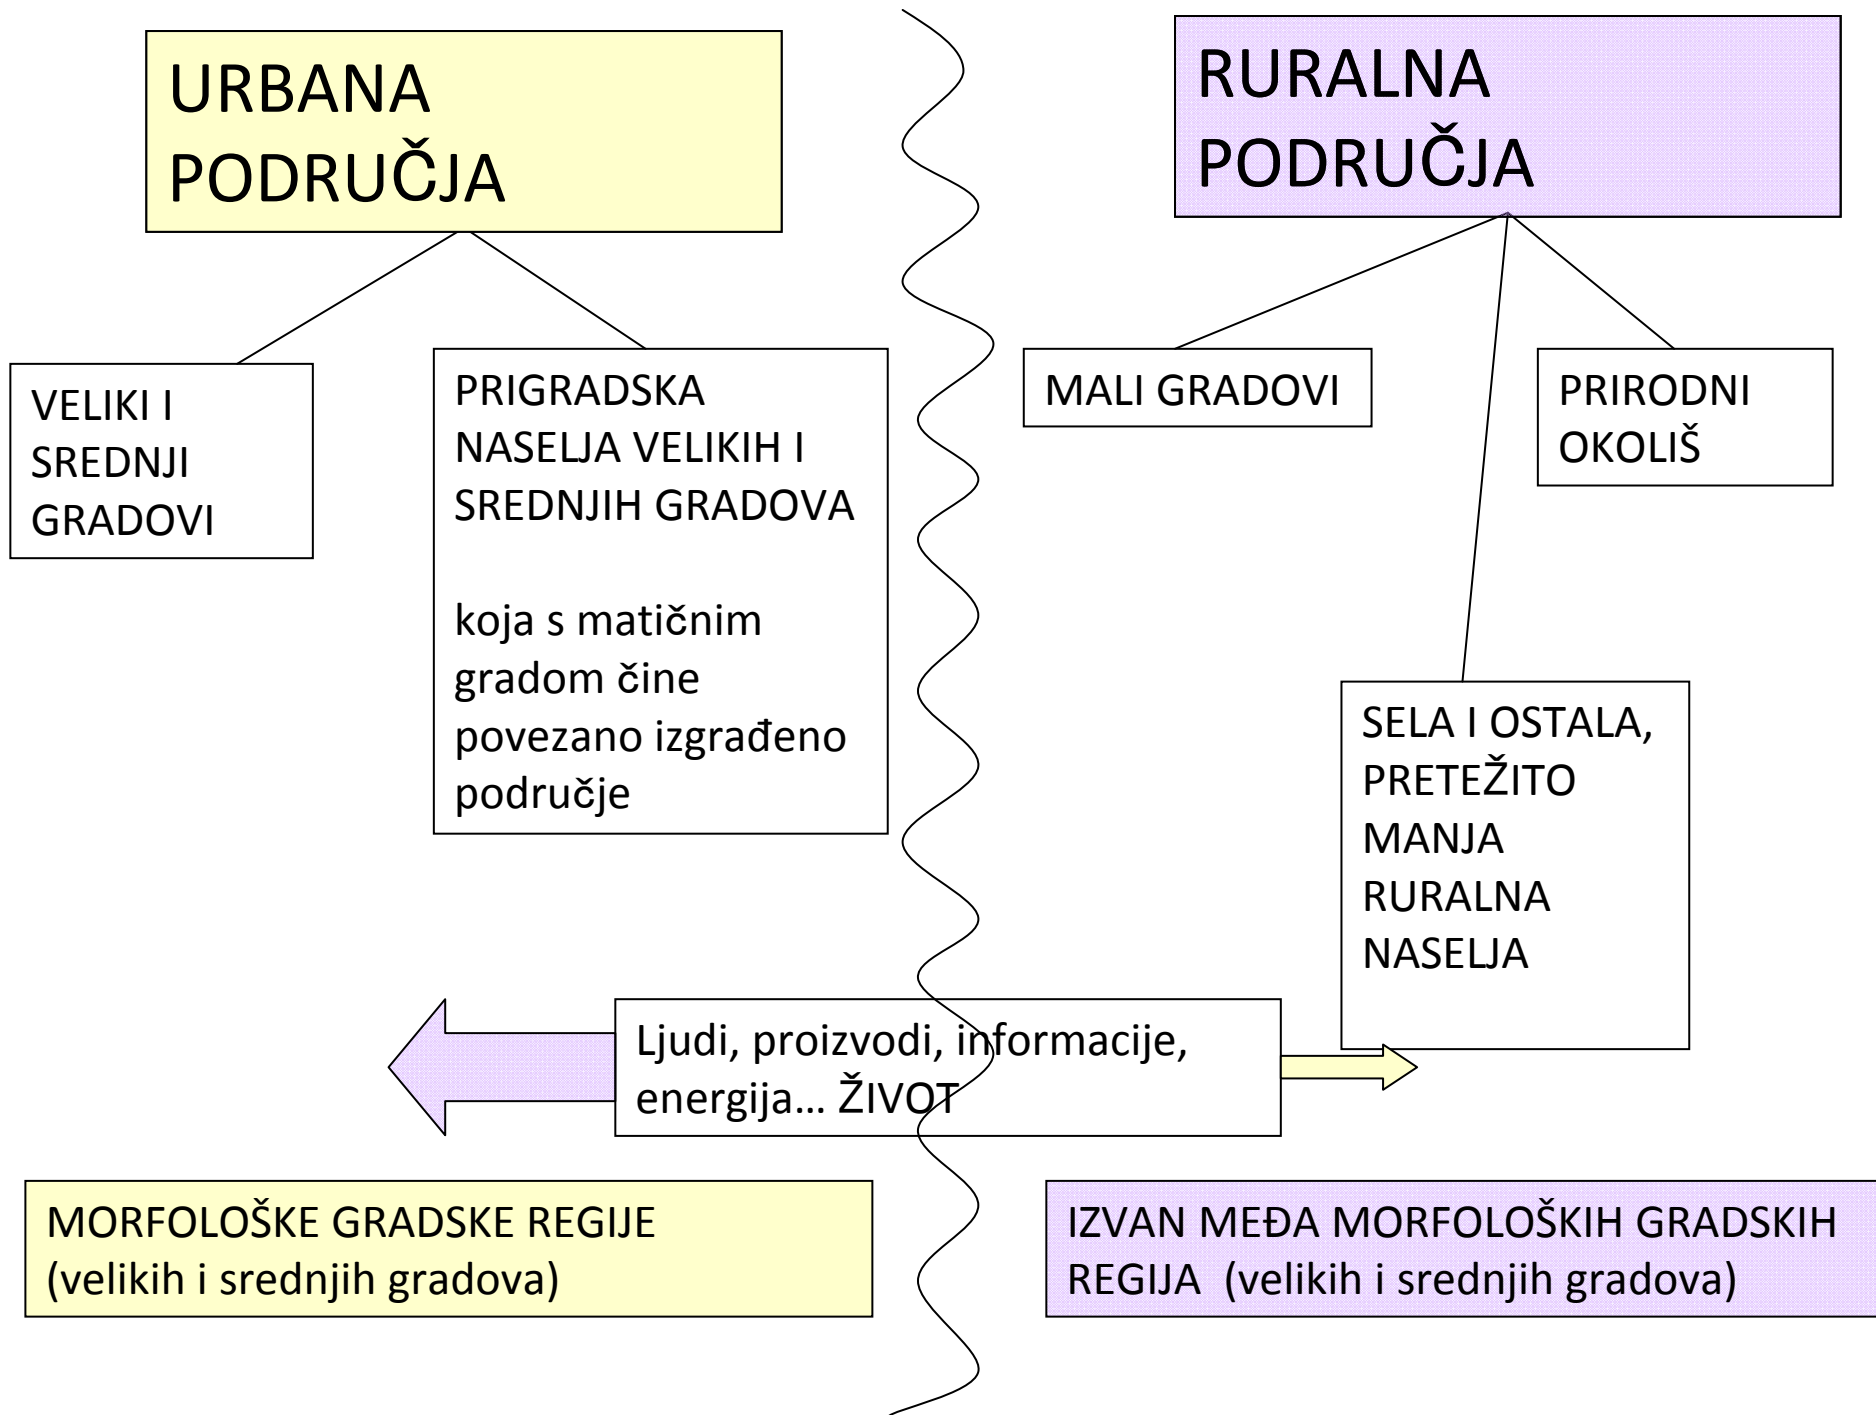 URBANA
PODRUČJA
VELIKI I
SREDNJI
GRADOVI
PRIGRADSKA
NASELJA VELIKIH I
SREDNJIH GRADOVA
koja s matičnim
gradom čine
povezano izgrađeno
područje
RURALNA
PODRUČJA
MALI GRADOVI
PRIRODNI
OKOLIŠ
SELA I OSTALA,
PRETEŽITO
MANJA
RURALNA
NASELJA
Ljudi, proizvodi, informacije,
energija... ŽIVOT
MORFOLOŠKE GRADSKE REGIJE
(velikih i srednjih gradova)
IZVAN MEĐA MORFOLOŠKIH GRADSKIH
REGIJA (velikih i srednjih gradova)